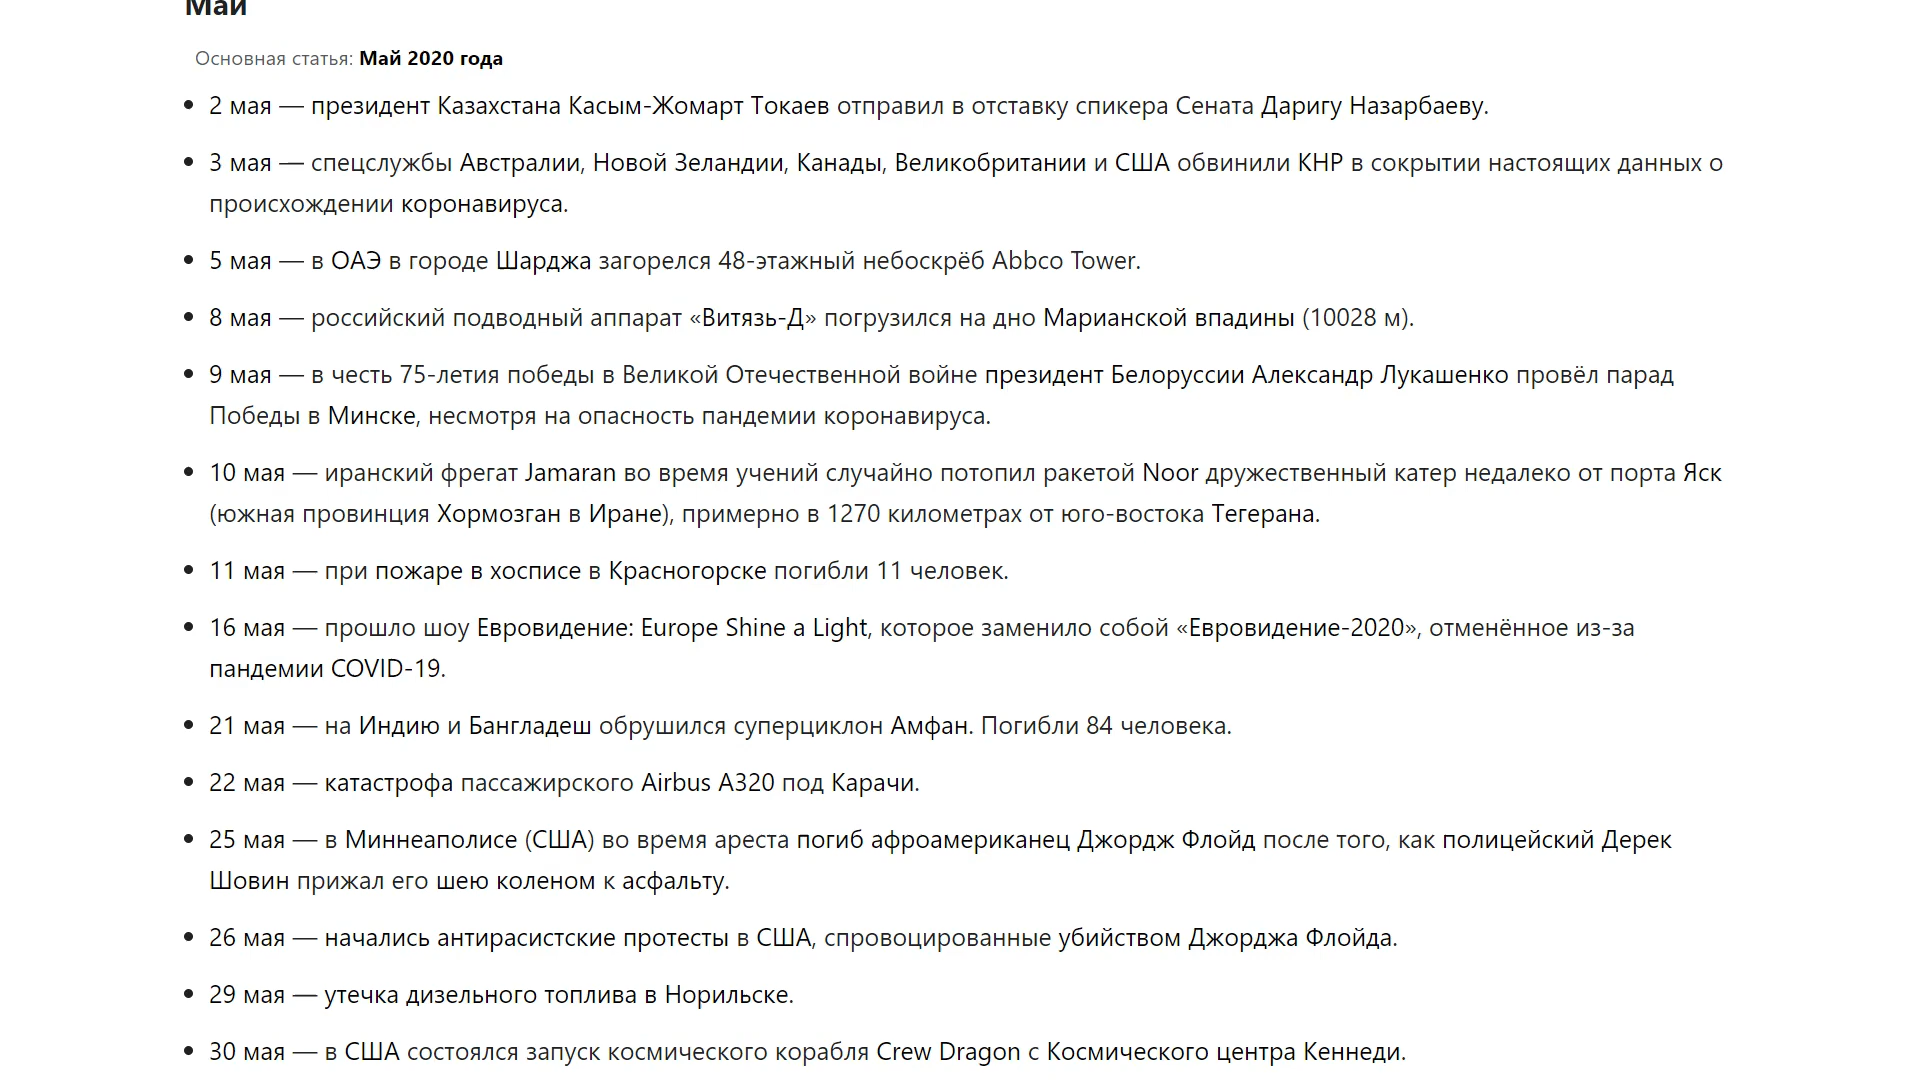 Май
Основная статья: Май 2020 года
2 мая — президент Казахстана Касым-Жомарт Токаев отправил в отставку спикера Сената Даригу Назарбаеву.
3 мая — спецслужбы Австралии, Новой Зеландии, Канады, Великобритании и США обвинили КНР в сокрытии настоящих данных о
происхождении коронавируса.
5 мая — в ОАЭ в городе Шарджа загорелся 48-этажный небоскрёб Abbco Tower.
8 мая — российский подводный аппарат «Витязь-Д» погрузился на дно Марианской впадины (10028 м).
9 мая — в честь 75-летия победы в Великой Отечественной войне президент Белоруссии Александр Лукашенко провёл парад
Победы в Минске, несмотря на опасность пандемии коронавируса.
10 мая — иранский фрегат Jamaran во время учений случайно потопил ракетой Noor дружественный катер недалеко от порта Яск
(южная провинция Хормозган в Иране), примерно в 1270 километрах от юго-востока Тегерана.
11 мая — при пожаре в хосписе в Красногорске погибли 11 человек.
16 мая — прошло шоу Евровидение: Europe Shine a Light, которое заменило собой «Евровидение-2020», отменённое из-за
пандемии COVID-19.
21 мая — на Индию и Бангладеш обрушился суперциклон Амфан. Погибли 84 человека.
22 мая — катастрофа пассажирского Airbus A320 под Карачи.
25 мая — в Миннеаполисе (США) во время ареста погиб афроамериканец Джордж Флойд после того, как полицейский Дерек
Шовин прижал его шею коленом к асфальту.
26 мая — начались антирасистские протесты в США, спровоцированные убийством Джорджа Флойда.
29 мая — утечка дизельного топлива в Норильске.
30 мая — в США состоялся запуск космического корабля Crew Dragon с Космического центра Кеннеди.